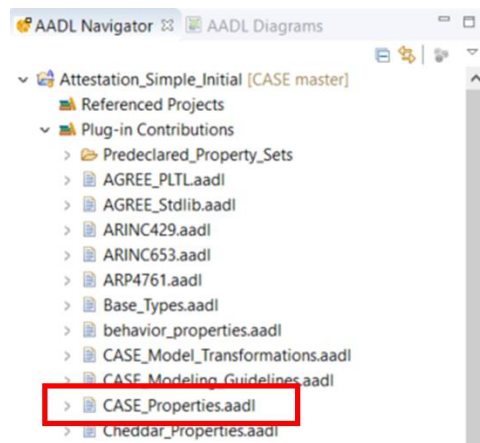 AADL Navigator AADL Diagrams
Attestation_Simple_Initial [CASE master]
Referenced Projects
Plug-in Contributions
Predeclared_Property_Sets
AGREE_PLTL.aadl
AGREE_Stdlib.aadl
ARINC429.aadl
ARINC653.aadl
ARP4761.aadl
Base_Types.aadl
behavior_properties.aadl
CASE_Model_Transformations.aadl
CASE_Modeling_Guidelines.aadl
CASE_Properties.aadl
Cheddar_Properties.aadl